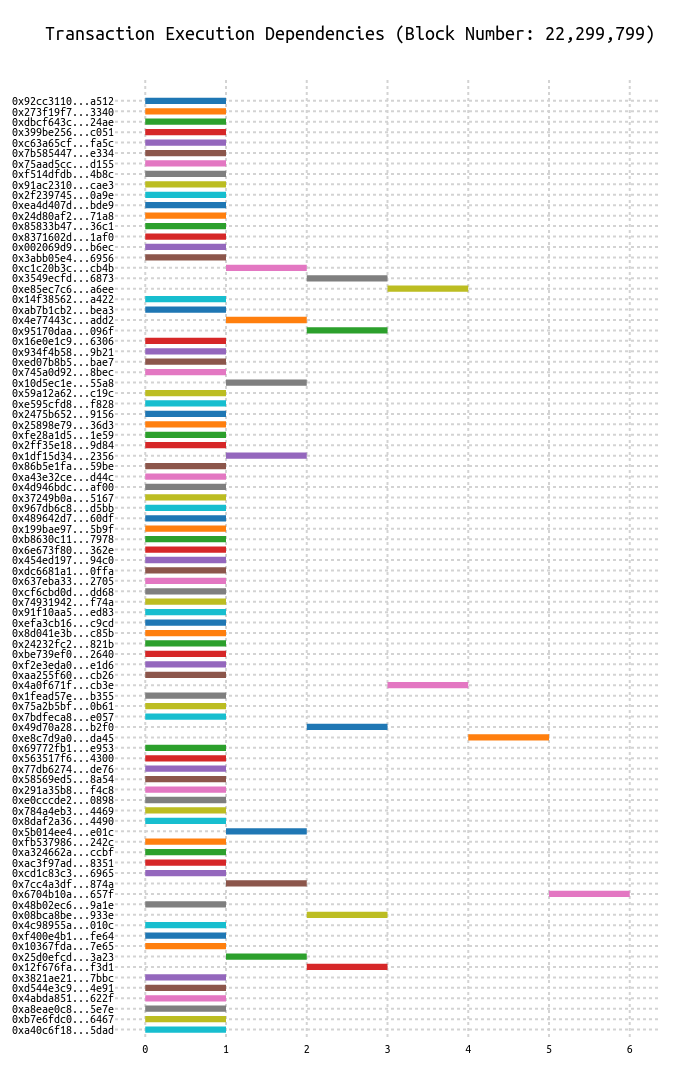 Transaction Execution Dependencies (Block Number: 22,299,799)
0x92cc3110...a512
0x273f19f7...3340
0xdbcf643c...24ae
0x399be256...c051
0xc63a65cf...fa5c
0x7b585447...e334
0x75aad5cc...d155
0xf514dfdb...4b8c
0x91ac2310...cae3
0x2f239745...0a9e
0xea4d407d...bde9
0x24d80af2...71a8
0x85833b47...36c1
0x8371602d...1af0
0x002069d9...b6ec
0x3abb05e4...6956
0xc1c20b3c...cb4b
0x3549ecfd...6873
0xe85ec7c6...a6ee
0x14f38562...a422
0xab7b1cb2...bea3
0x4e77443c...add2
0x95170daa...096f
0x16e0e1c9...6306
0x934f4b58...9b21
0xed07b8b5...bae7
0x745a0d92...8bec
0x10d5ec1e...55a8
0x59a12a62...c19c
0xe595cfd8...f828
0x2475b652...9156
0x25898e79...36d3
0xfe28a1d5...1e59
0x2ff35e18...9d84
0x1df15d34...2356
0x86b5e1fa...59be
0xa43e32ce...d44c
0x4d946bdc...af00
0x37249b0a...5167
0x967db6c8...d5bb
0x489642d7...60df
0x199bae97...5b9f
0xb8630c11...7978
0x6e673f80...362e
0x454ed197...94c0
0xdc6681a1...0ffa
0x637eba33...2705
0xcf6cbd0d...dd68
0x74931942...f74a
0x91f10aa5...ed83
0xefa3cb16...c9cd
0x8d041e3b...c85b
0x24232fc2...821b
0xbe739ef0...2640
0xf2e3eda0...e1d6
0xaa255f60...cb26
0x4a0f671f...cb3e
0x1fead57e...b355
0x75a2b5bf...0b61
0x7bdfeca8...e057
0x49d70a28...b2f0
0xe8c7d9a0...da45
0x69772fb1...e953
0x563517f6...4300
0x77db6274...de76
0x58569ed5...8a54
0x291a35b8...f4c8
0xe0cccde2...0898
0x784a4eb3...4469
0x8daf2a36...4490
0x5b014ee4...e01c
0xfb537986...242c
0xa324662a...ccbf
0xac3f97ad...8351
0xcd1c83c3...6965
0x7cc4a3df...874a
0x6704b10a...657f
0x48b02ec6...9a1e
0x08bca8be...933e
0x4c98955a...010c
0xf400e4b1...fe64
0x10367fda...7e65
0x25d0efcd...3a23
0x12f676fa...f3d1
0x3821ae21...7bbc
0xd544e3c9...4e91
0x4abda851...622f
0xa8eae0c8...5e7e
0xb7e6fdc0...6467
0xa40c6f18...5dad
0 1 2 3 4 5 6